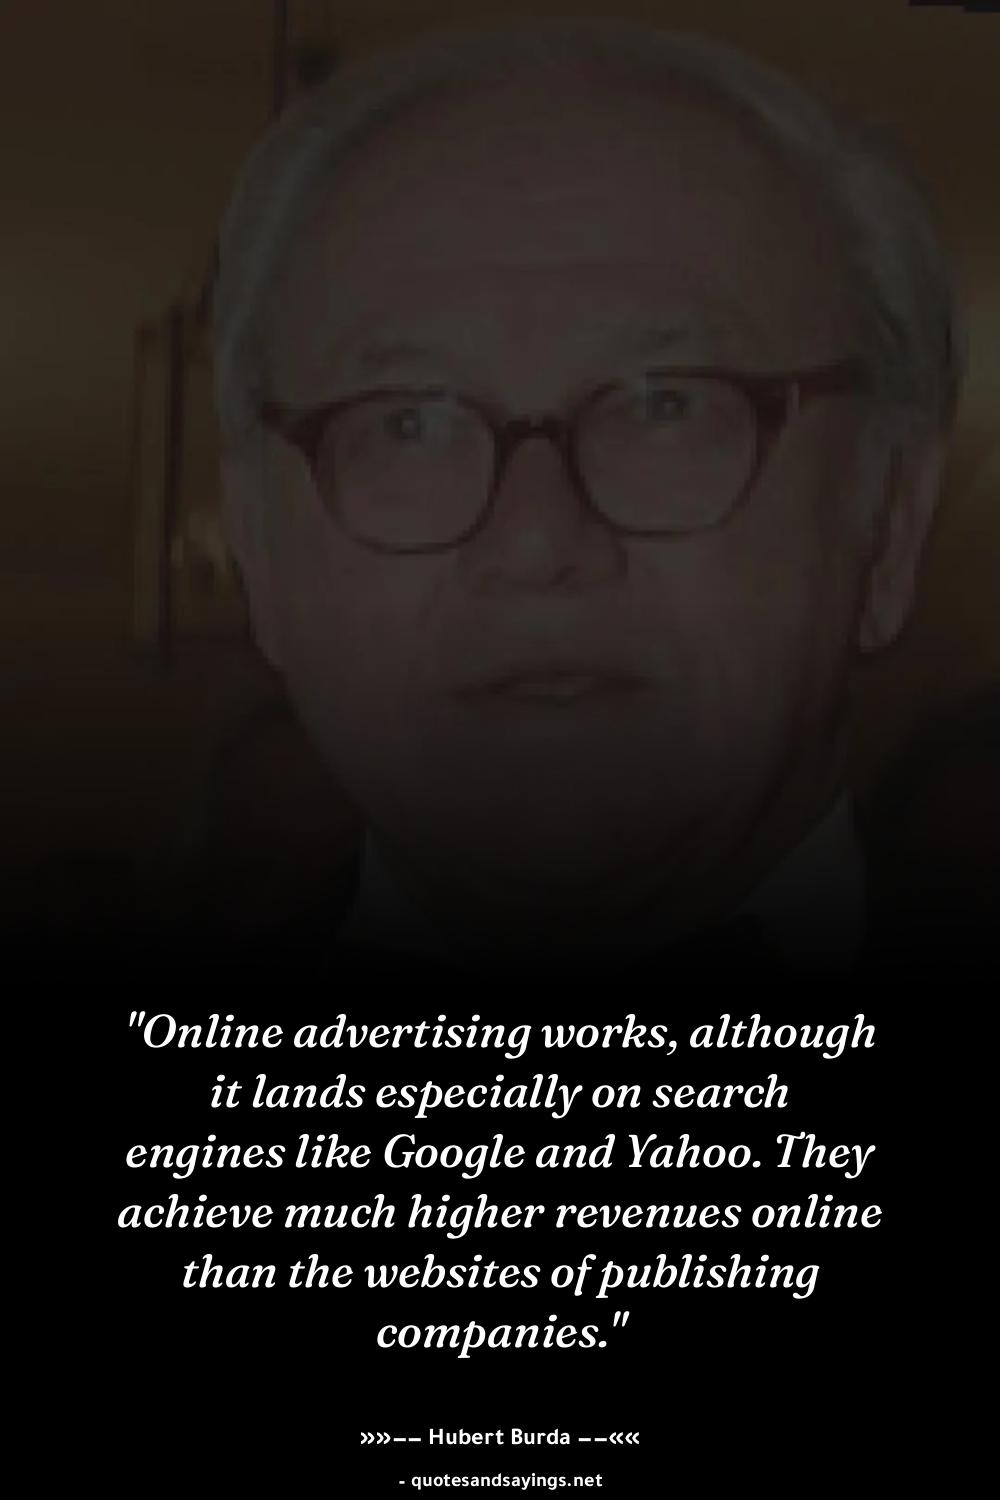 "Online advertising works, although
it lands especially on search
engines like Google and Yahoo. They
achieve much higher revenues online
than the websites of publishing
companies."
»»–– Hubert Burda ––««
- quotesandsayings.net